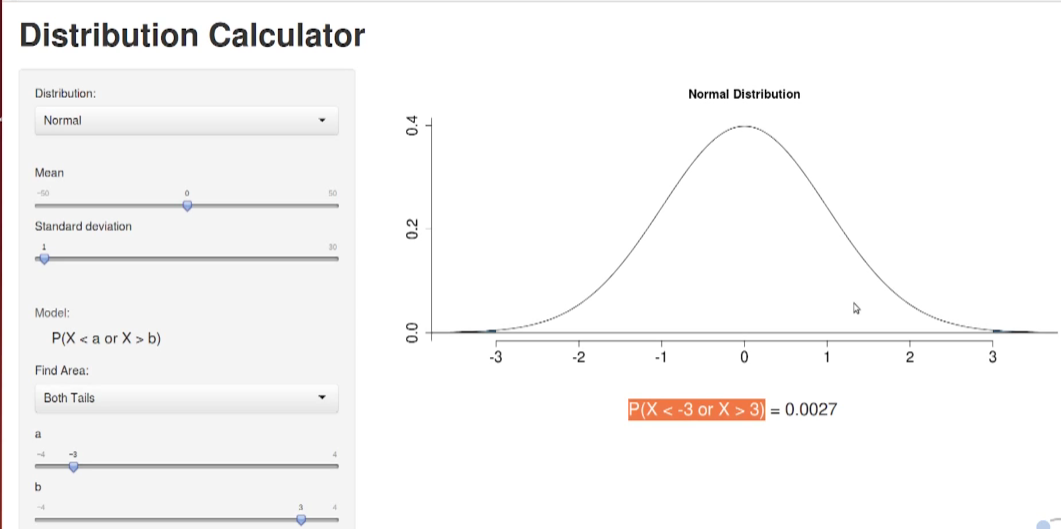 Distribution Calculator
Distribution:
Normal
Mean
-50 0 50
Standard deviation
1 30
Model:
P(X < a or X > b)
Find Area:
Both Tails
a
-4 -3 4
b
-4 3 4
Normal Distribution
0.4
0.2
0.0
-3 -2 -1 0 1 2 3
P(X < -3 or X > 3) = 0.0027